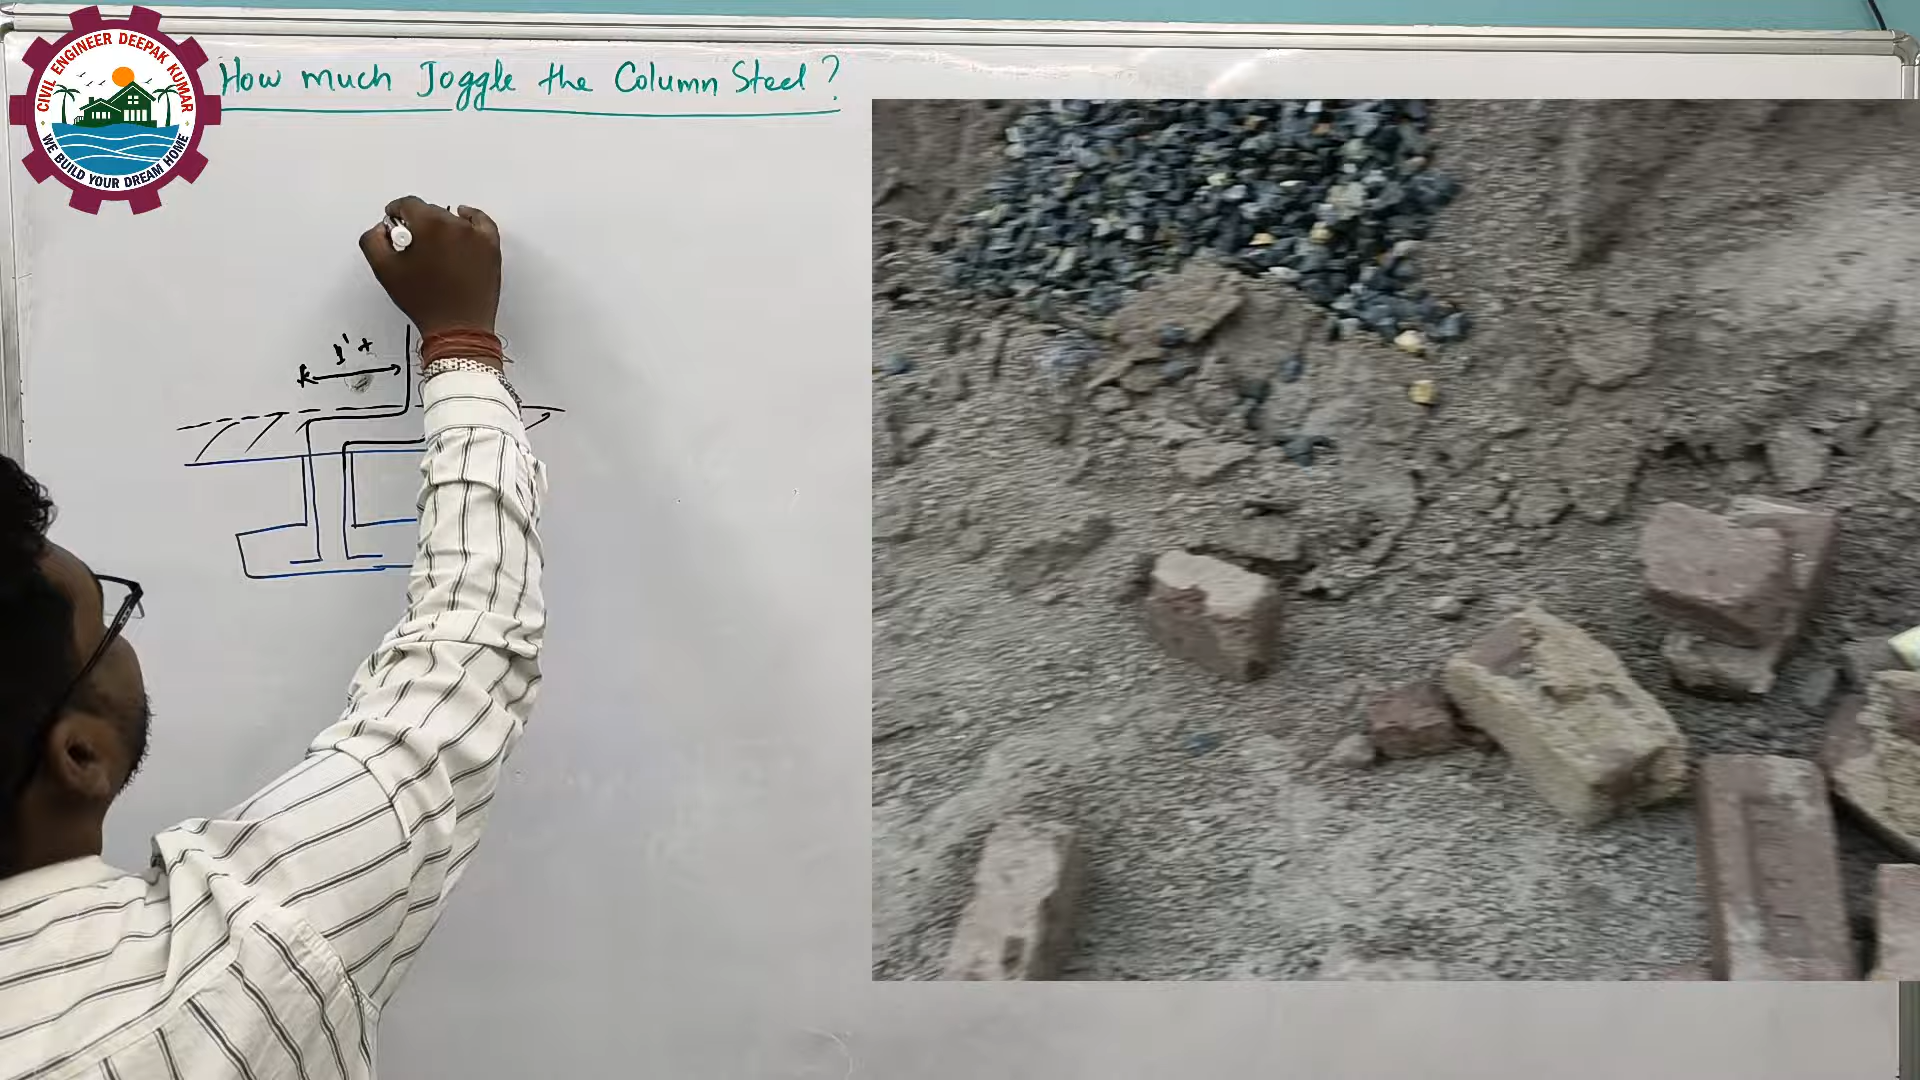 CIVIL ENGINEER DEEPAK KUMAR
WE BUILD YOUR DREAM HOME
How much Joggle the Column Steel?
1'+